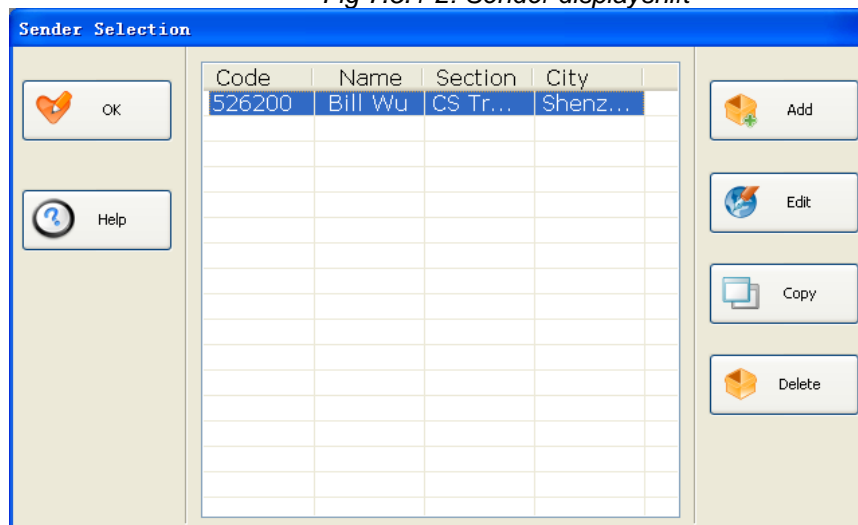 Sender Selection
Code Name Section City
526200 Bill Wu CS Tr... Shenz...
OK
Help
Add
Edit
Copy
Delete